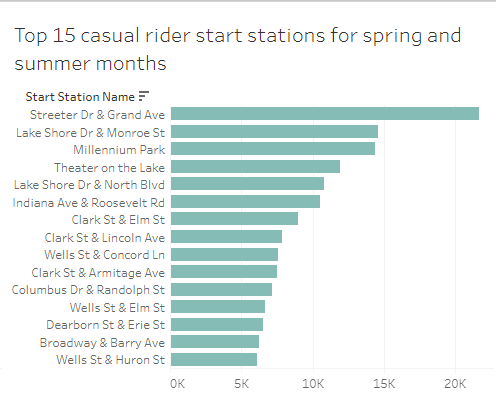 Top 15 casual rider start stations for spring and
summer months
Start Station Name
Streeter Dr & Grand Ave
Lake Shore Dr & Monroe St
Millennium Park
Theater on the Lake
Lake Shore Dr & North Blvd
Indiana Ave & Roosevelt Rd
Clark St & Elm St
Clark St & Lincoln Ave
Wells St & Concord Ln
Clark St & Armitage Ave
Columbus Dr & Randolph St
Wells St & Elm St
Dearborn St & Erie St
Broadway & Barry Ave
Wells St & Huron St
0K 5K 10K 15K 20K